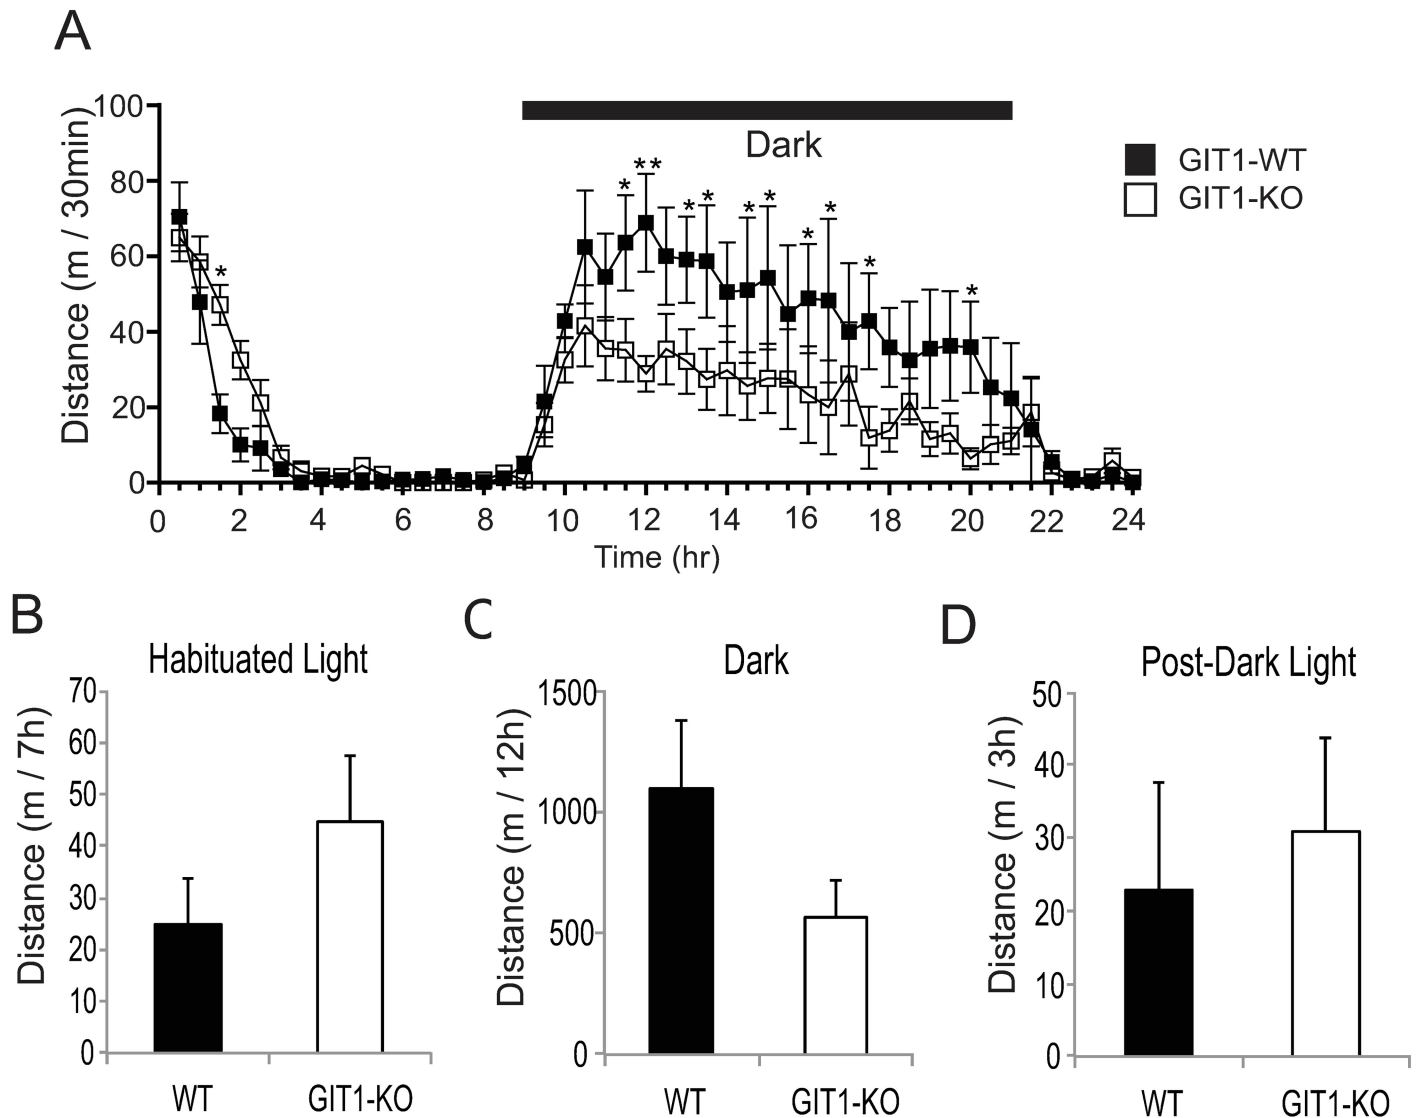 A
Distance (m / 30min)
100
80
60
40
20
0
Dark
GIT1-WT
GIT1-KO
*
*
**
*
*
*
*
*
*
*
*
0 2 4 6 8 10 12 14 16 18 20 22 24
Time (hr)
B
Habituated Light
Distance (m / 7h)
70
60
50
40
30
20
10
0
WT GIT1-KO
C
Dark
Distance (m / 12h)
1500
1000
500
0
WT GIT1-KO
D
Post-Dark Light
Distance (m / 3h)
50
40
30
20
10
0
WT GIT1-KO